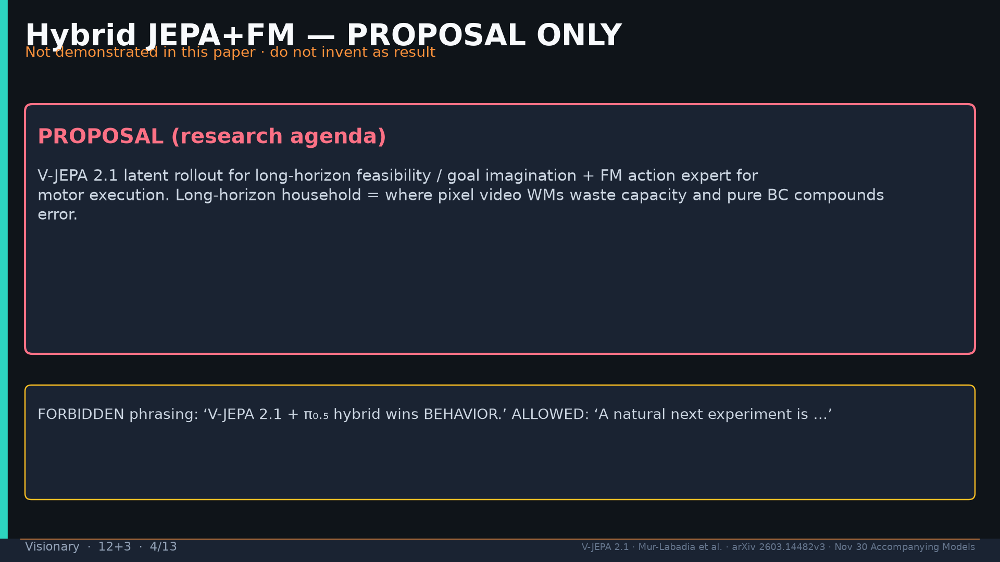 Hybrid JEPA+FM — PROPOSAL ONLY
Not demonstrated in this paper · do not invent as result
PROPOSAL (research agenda)
V-JEPA 2.1 latent rollout for long-horizon feasibility / goal imagination + FM action expert for
motor execution. Long-horizon household = where pixel video WMs waste capacity and pure BC compounds
error.
FORBIDDEN phrasing: ‘V-JEPA 2.1 + π₀.₅ hybrid wins BEHAVIOR.’ ALLOWED: ‘A natural next experiment is …’
Visionary · 12+3 · 4/13
V-JEPA 2.1 · Mur-Labadia et al. · arXiv 2603.14482v3 · Nov 30 Accompanying Models